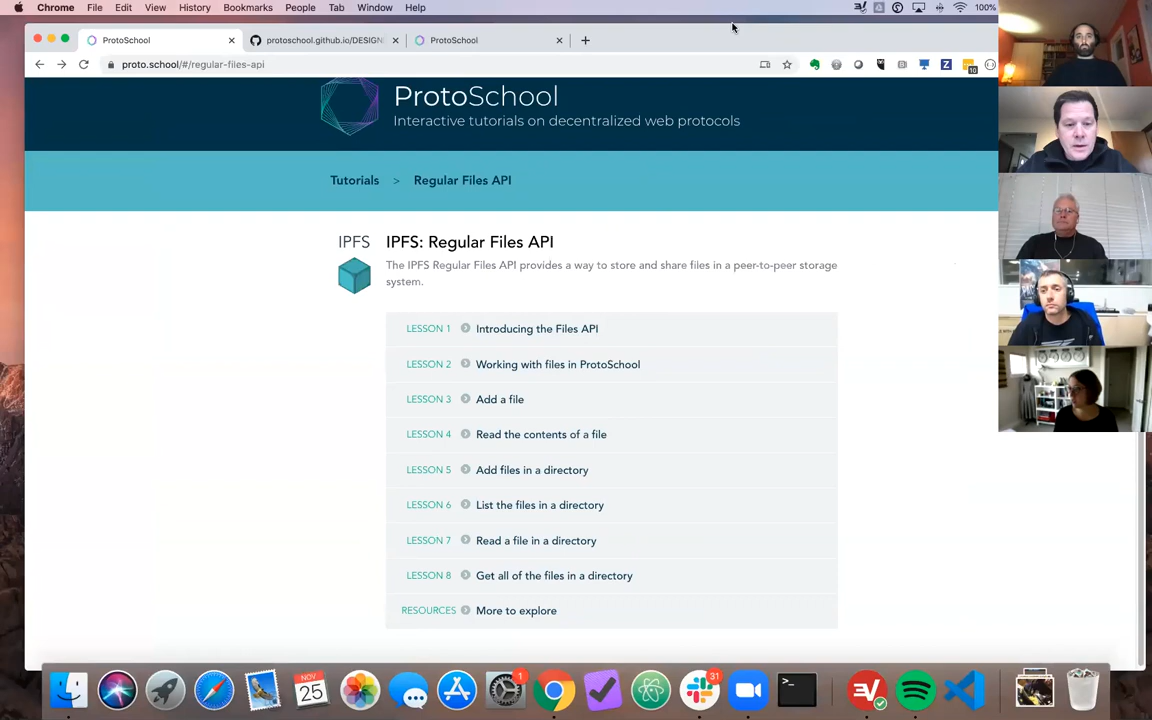 Chrome File Edit View History Bookmarks People Tab Window Help 100%
ProtoSchool protoschool.github.io/DESIGN ProtoSchool
proto.school/#/regular-files-api
10
ProtoSchool
Interactive tutorials on decentralized web protocols
Tutorials > Regular Files API
IPFS IPFS: Regular Files API
The IPFS Regular Files API provides a way to store and share files in a peer-to-peer storage
system.
LESSON 1 Introducing the Files API
LESSON 2 Working with files in ProtoSchool
LESSON 3 Add a file
LESSON 4 Read the contents of a file
LESSON 5 Add files in a directory
LESSON 6 List the files in a directory
LESSON 7 Read a file in a directory
LESSON 8 Get all of the files in a directory
RESOURCES More to explore
NOV
25
1
31